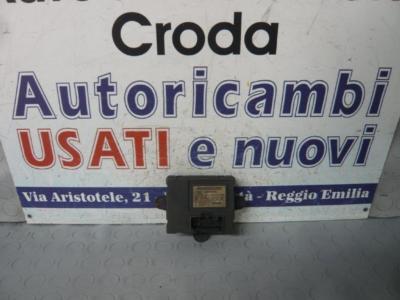 Croda
Autoricambi
USATI e nuovi
Via Aristotele, 21 - Reggio Emilia